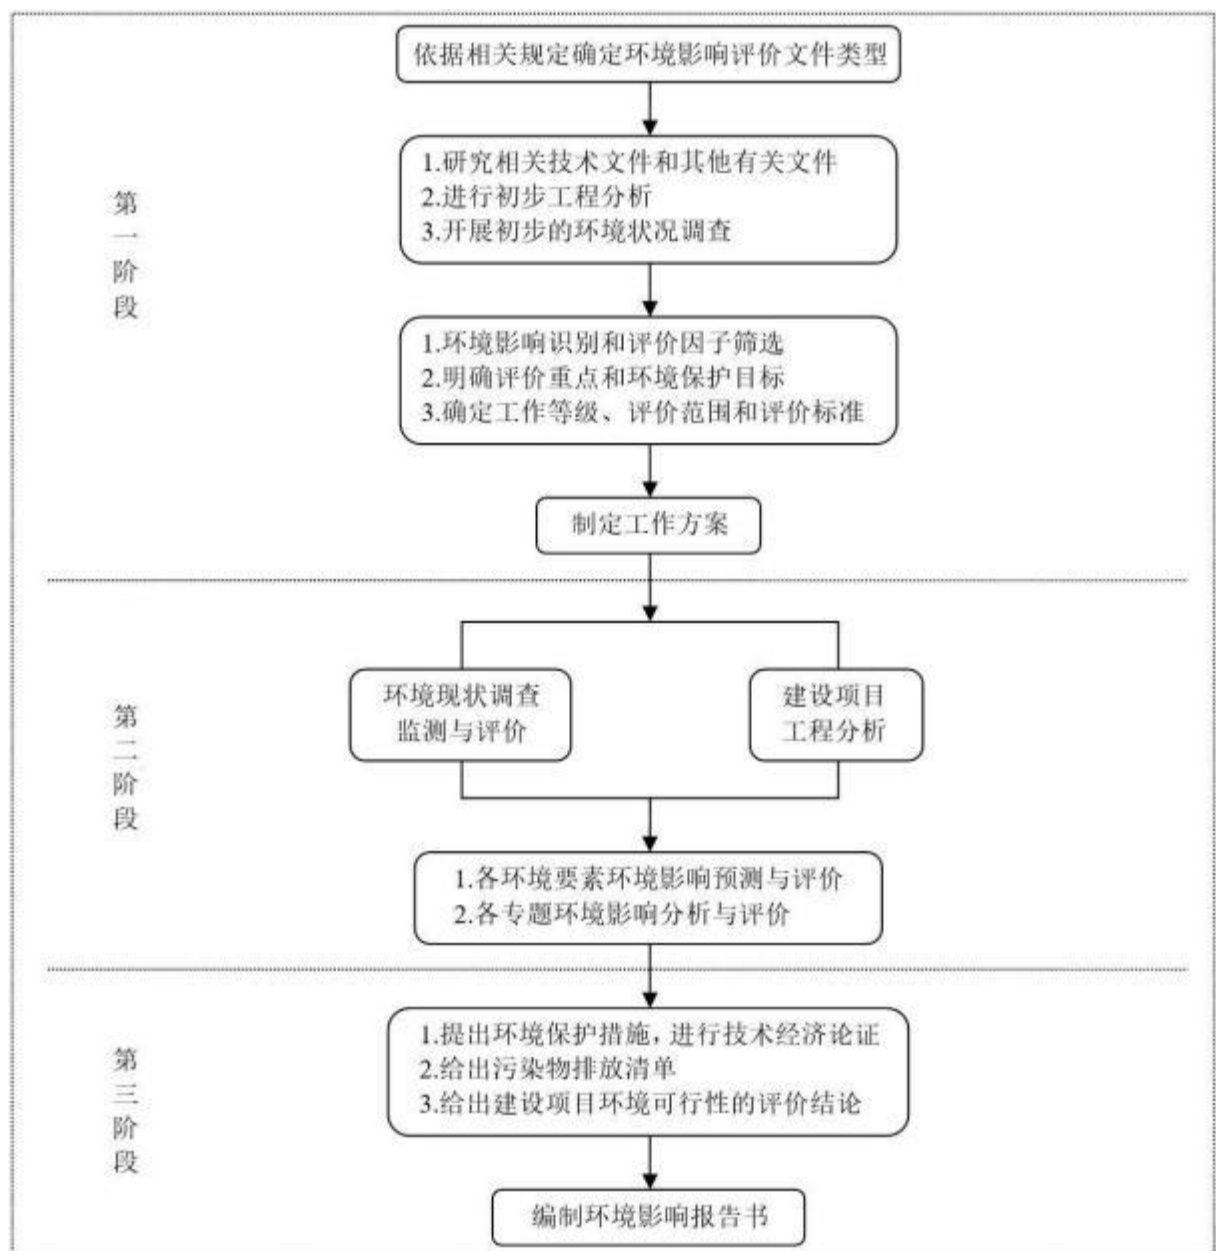 依据相关规定确定环境影响评价文件类型
1.研究相关技术文件和其他有关文件
2.进行初步工程分析
3.开展初步的环境状况调查
第一阶段
1.环境影响识别和评价因子筛选
2.明确评价重点和环境保护目标
3.确定工作等级、评价范围和评价标准
制定工作方案
环境现状调查
监测与评价
建设项目
工程分析
第二阶段
1.各环境要素环境影响预测与评价
2.各专题环境影响分析与评价
1.提出环境保护措施,进行技术经济论证
2.给出污染物排放清单
3.给出建设项目环境可行性的评价结论
第三阶段
编制环境影响报告书